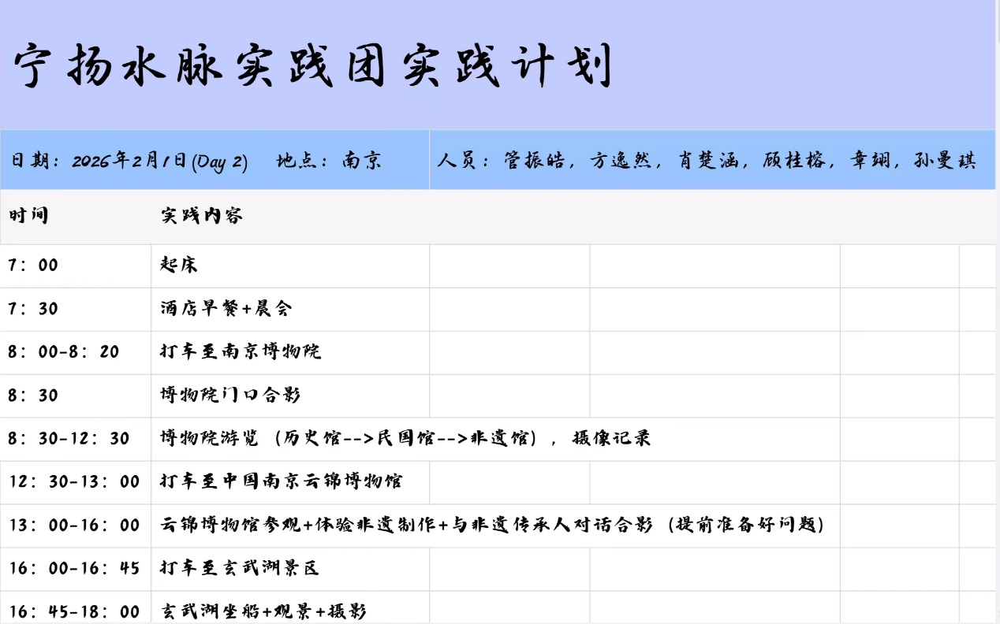 宁扬水脉实践团实践计划
日期：2026年2月1日(Day 2) 地点：南京 人员：管振皓，方逸然，肖楚涵，顾桂榕，章翊，孙曼琪
时间 实践内容
7：00 起床
7：30 酒店早餐+晨会
8：00-8：20 打车至南京博物院
8：30 博物院门口合影
8：30-12：30 博物院游览（历史馆-->民国馆-->非遗馆），摄像记录
12：30-13：00 打车至中国南京云锦博物馆
13：00-16：00 云锦博物馆参观+体验非遗制作+与非遗传承人对话合影（提前准备好问题）
16：00-16：45 打车至玄武湖景区
16：45-18：00 玄武湖坐船+观景+摄影